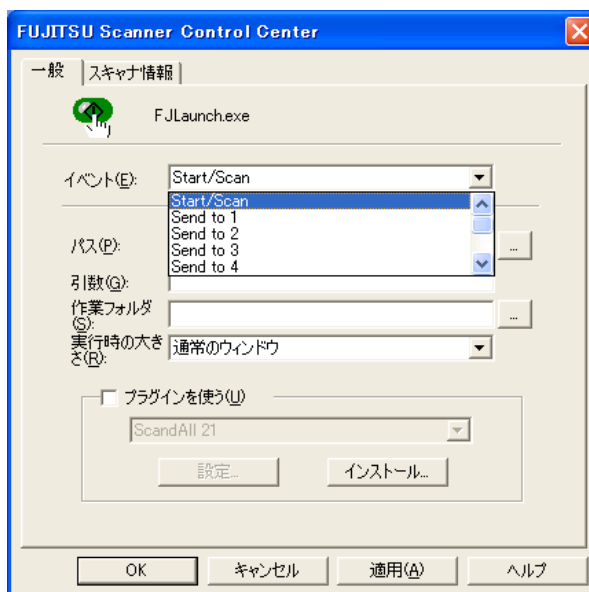 FUJITSU Scanner Control Center
一般 スキャナ情報
FJLaunch.exe
イベント(E): Start/Scan
Start/Scan
Send to 1
Send to 2
Send to 3
Send to 4
パス(P): ...
引数(G):
作業フォルダ
(S): ...
実行時の大き
さ(R): 通常のウィンドウ
プラグインを使う(U)
ScandAll 21
設定... インストール...
OK キャンセル 適用(A) ヘルプ